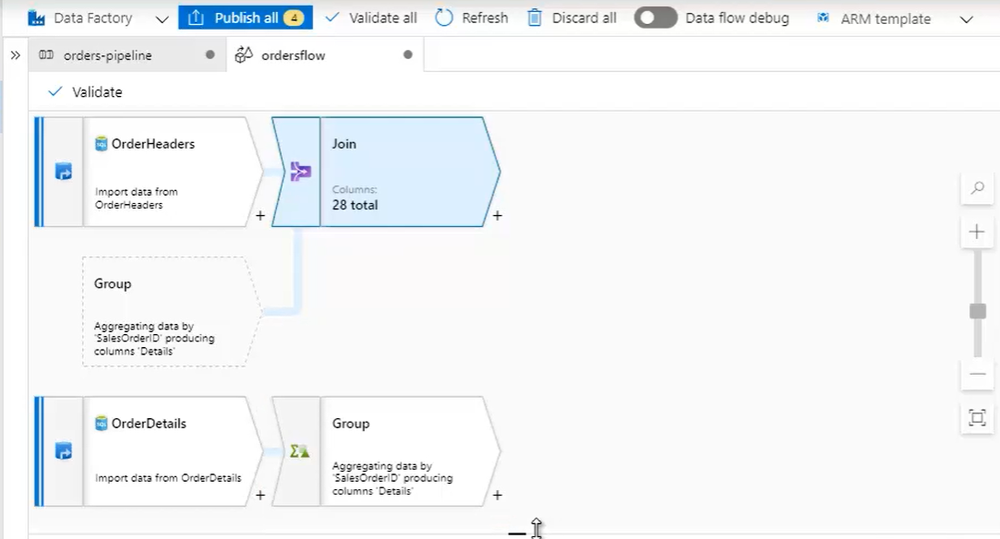 Data Factory
Publish all 4
Validate all
Refresh
Discard all
Data flow debug
ARM template
orders-pipeline
ordersflow
Validate
OrderHeaders
Import data from
OrderHeaders
+
Join
Columns:
28 total
+
Group
Aggregating data by
'SalesOrderID' producing
columns 'Details'
SQL OrderDetails
Import data from OrderDetails
+
Group
Aggregating data by
'SalesOrderID' producing
columns 'Details'
+